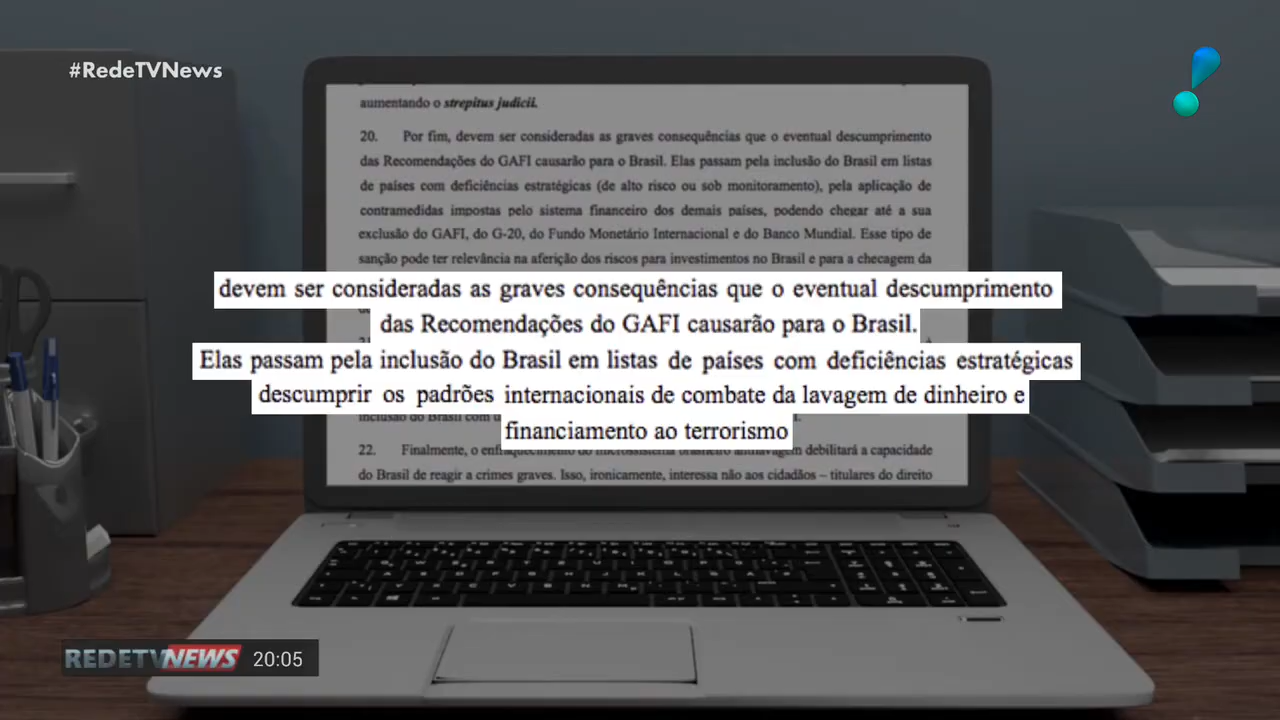 #RedeTVNews
aumentando o strepitus judicii.
20. Por fim, devem ser consideradas as graves consequências que o eventual descumprimento
das Recomendações do GAFI causarão para o Brasil. Elas passam pela inclusão do Brasil em listas
de países com deficiências estratégicas (de alto risco ou sob monitoramento), pela aplicação de
contramedidas impostas pelo sistema financeiro dos demais países, podendo chegar até a sua
exclusão do GAFI, do G-20, do Fundo Monetário Internacional e do Banco Mundial. Esse tipo de
sanção pode ter relevância na aferição dos riscos para investimentos no Brasil e para a checagem da
devem ser consideradas as graves consequências que o eventual descumprimento
das Recomendações do GAFI causarão para o Brasil.
Elas passam pela inclusão do Brasil em listas de países com deficiências estratégicas
descumprir os padrões internacionais de combate da lavagem de dinheiro e
financiamento ao terrorismo
inclusão do Brasil com
22. Finalmente, o debilitará a capacidade
do Brasil de reagir a crimes graves. Isso, ironicamente, interessa não aos cidadãos – titulares do direito
REDETV NEWS 20:05